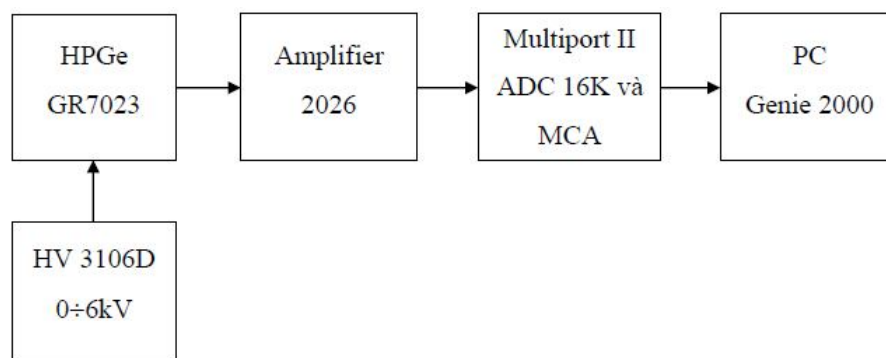 HPGe
GR7023
Amplifier
2026
Multiport II
ADC 16K và
MCA
PC
Genie 2000
HV 3106D
0÷6kV